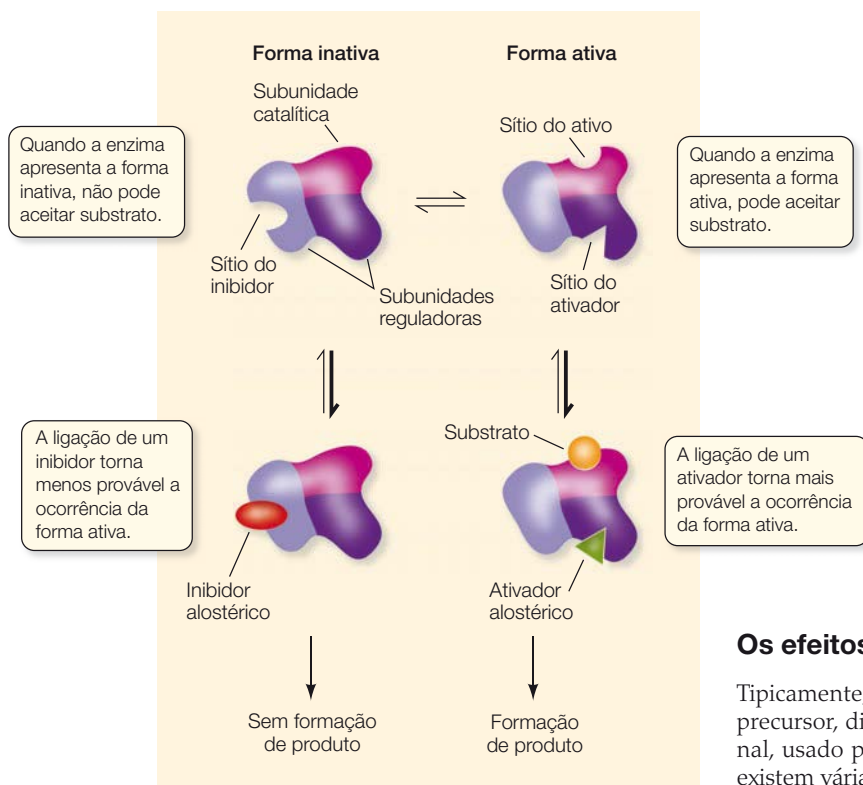 Forma inativa
Forma ativa
Subunidade
catalítica
Sítio do ativo
Quando a enzima
apresenta a forma
inativa, não pode
aceitar substrato.
Quando a enzima
apresenta a forma
ativa, pode aceitar
substrato.
Sítio do
inibidor
Subunidades
reguladoras
Sítio do
ativador
A ligação de um
inibidor torna
menos provável a
ocorrência da
forma ativa.
Substrato
A ligação de um
ativador torna mais
provável a ocorrência
da forma ativa.
Inibidor
alostérico
Ativador
alostérico
Sem formação
de produto
Formação
de produto
Os efeitos
Tipicamente,
precursor, di
nal, usado p
existem vária